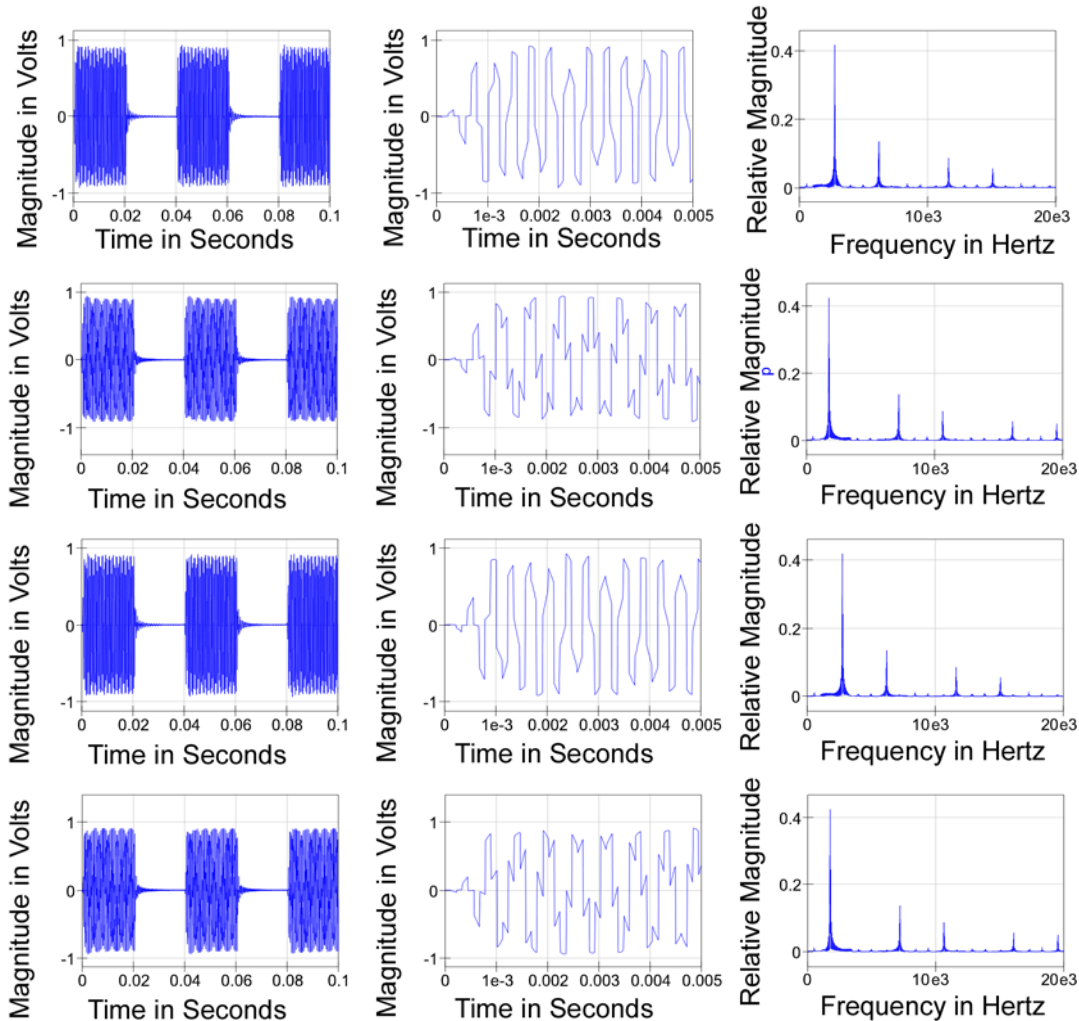 Magnitude in Volts
1
0
-1
0 0.02 0.04 0.06 0.08 0.1
Time in Seconds
Magnitude in Volts
1
0
-1
0 1e-3 0.002 0.003 0.004 0.005
Time in Seconds
Relative Magnitude
0.4
0.2
0
0 10e3 20e3
Frequency in Hertz
Magnitude in Volts
1
0
-1
0 0.02 0.04 0.06 0.08 0.1
Time in Seconds
Magnitude in Volts
1
0
-1
0 1e-3 0.002 0.003 0.004 0.005
Time in Seconds
Relative Magnitude
p
0.4
0.2
0
0 10e3 20e3
Frequency in Hertz
Magnitude in Volts
1
0
-1
0 0.02 0.04 0.06 0.08 0.1
Time in Seconds
Magnitude in Volts
1
0
-1
0 1e-3 0.002 0.003 0.004 0.005
Time in Seconds
Relative Magnitude
0.4
0.2
0
0 10e3 20e3
Frequency in Hertz
Magnitude in Volts
1
0
-1
0 0.02 0.04 0.06 0.08 0.1
Time in Seconds
Magnitude in Volts
1
0
-1
0 1e-3 0.002 0.003 0.004 0.005
Time in Seconds
Relative Magnitude
0.4
0.2
0
0 10e3 20e3
Frequency in Hertz